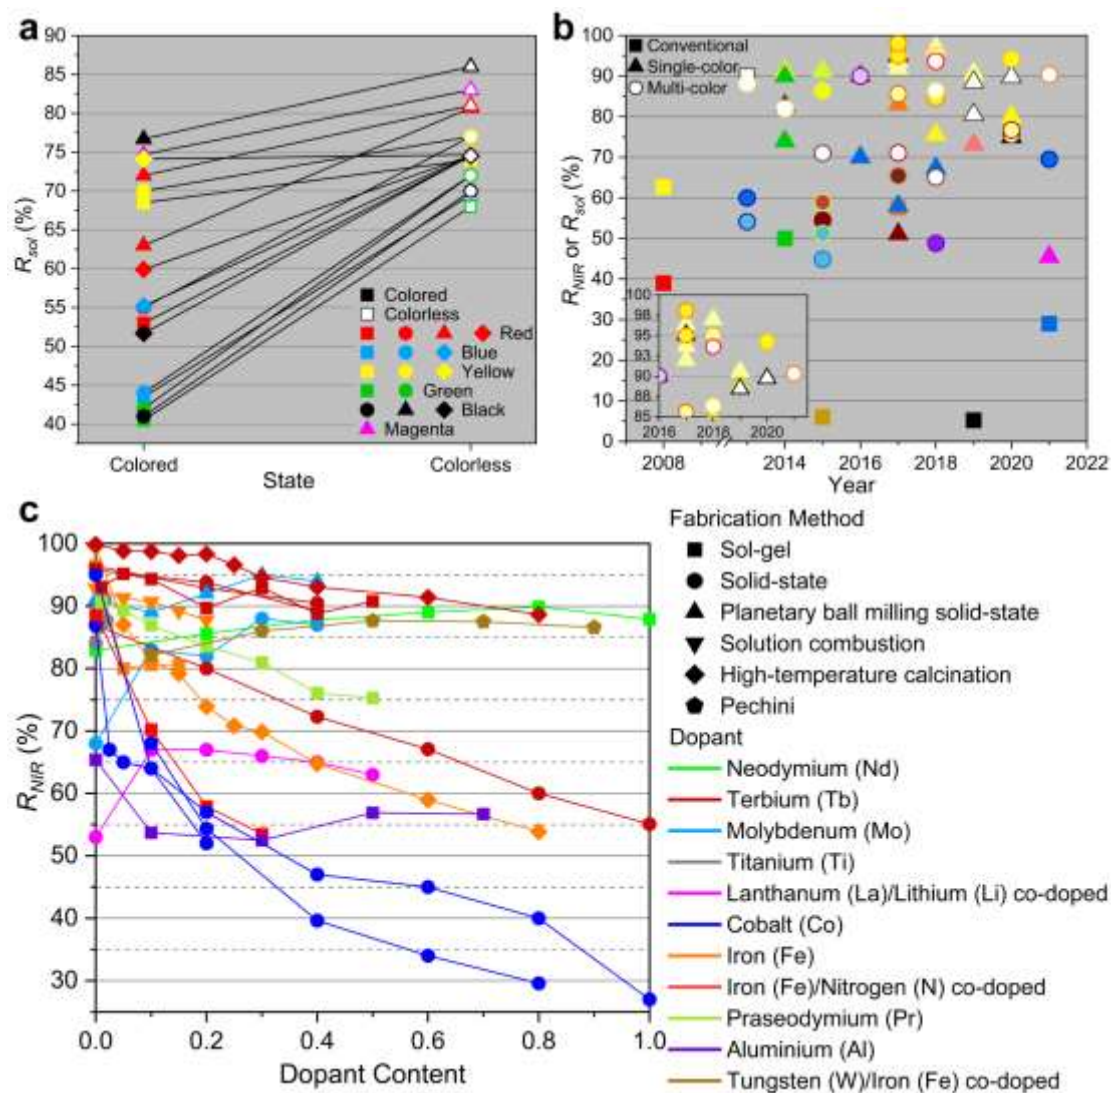 a
90
85
80
75
70
65
60
55
50
45
40
Rsol (%)
Colored
Colorless
Red
Blue
Yellow
Green
Black
Magenta
Colored
Colorless
State
b
100
90
80
70
60
50
40
30
20
10
0
RNIR or Rsol (%)
Conventional
Single-color
Multi-color
100
98
95
93
90
88
85
2016
2018
2020
2008
2014
2016
2018
2020
2022
Year
c
100
90
80
70
60
50
40
30
RNIR (%)
0.0
0.2
0.4
0.6
0.8
1.0
Dopant Content
Fabrication Method
Sol-gel
Solid-state
Planetary ball milling solid-state
Solution combustion
High-temperature calcination
Pechini
Dopant
Neodymium (Nd)
Terbium (Tb)
Molybdenum (Mo)
Titanium (Ti)
Lanthanum (La)/Lithium (Li) co-doped
Cobalt (Co)
Iron (Fe)
Iron (Fe)/Nitrogen (N) co-doped
Praseodymium (Pr)
Aluminium (Al)
Tungsten (W)/Iron (Fe) co-doped